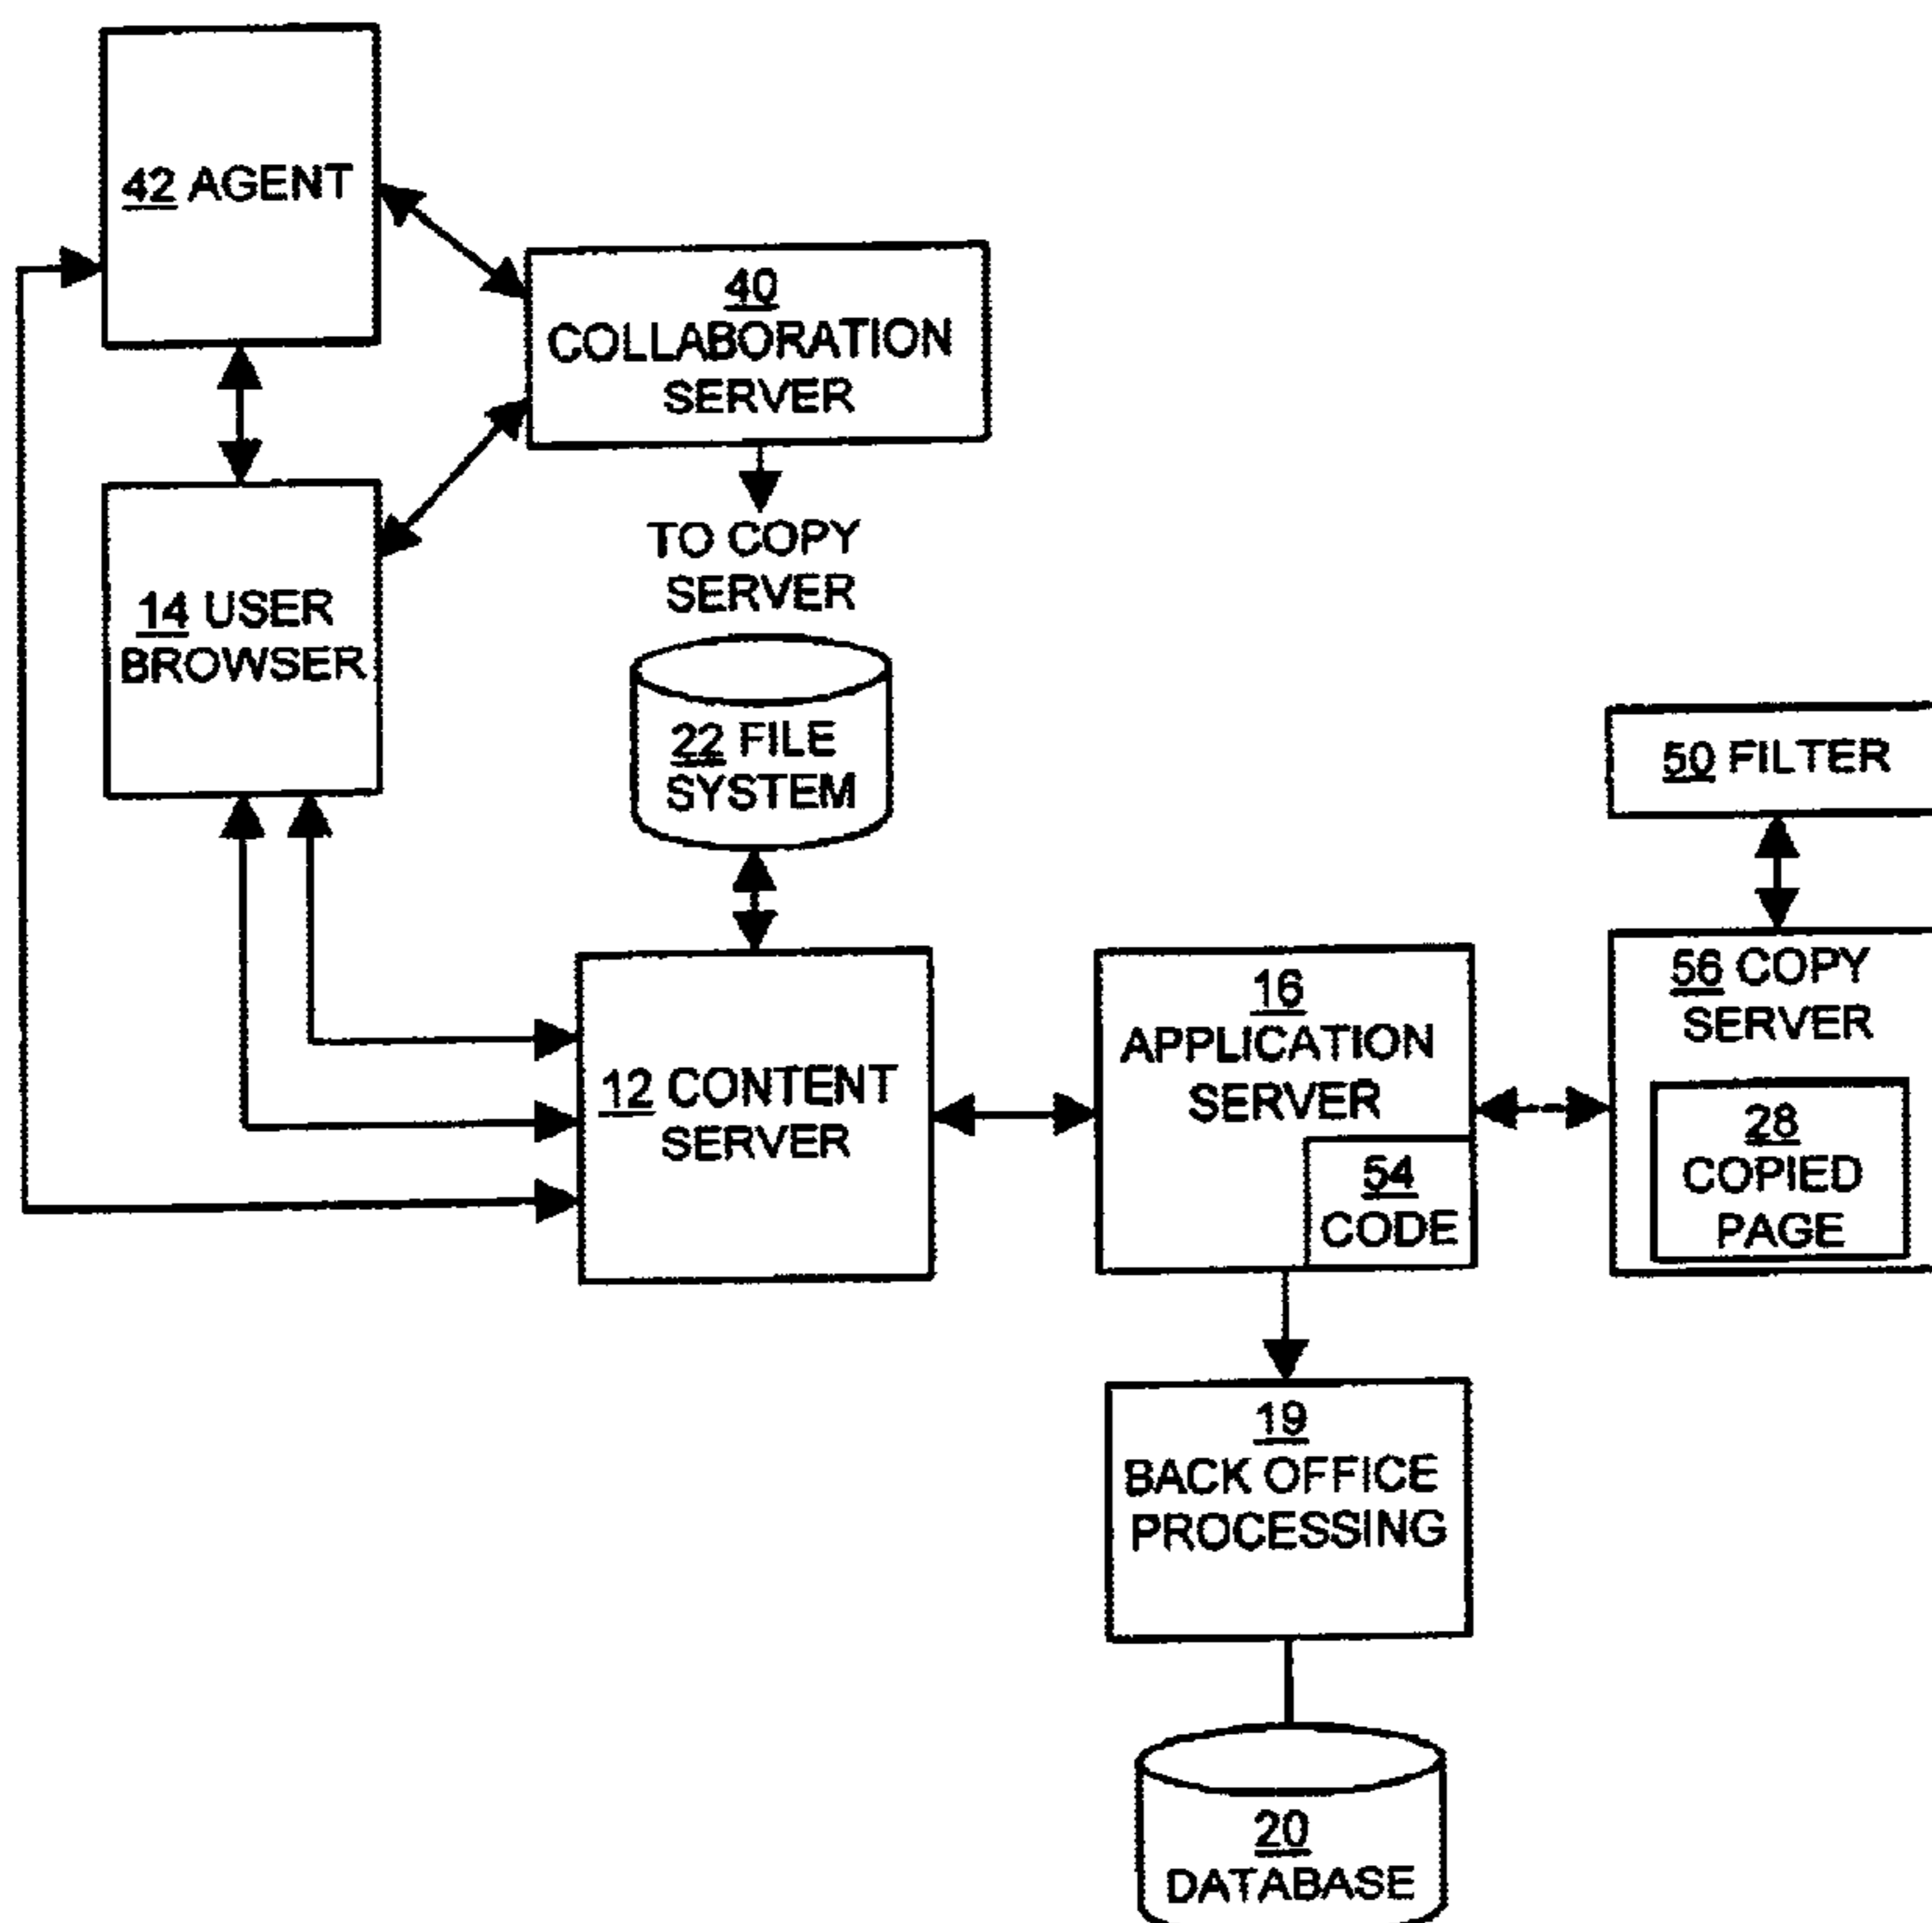 42 AGENT
40
COLLABORATION
SERVER
TO COPY
SERVER
14 USER
BROWSER
22 FILE
SYSTEM
50 FILTER
12 CONTENT
SERVER
16
APPLICATION
SERVER
54
CODE
56 COPY
SERVER
28
COPIED
PAGE
19
BACK OFFICE
PROCESSING
20
DATABASE